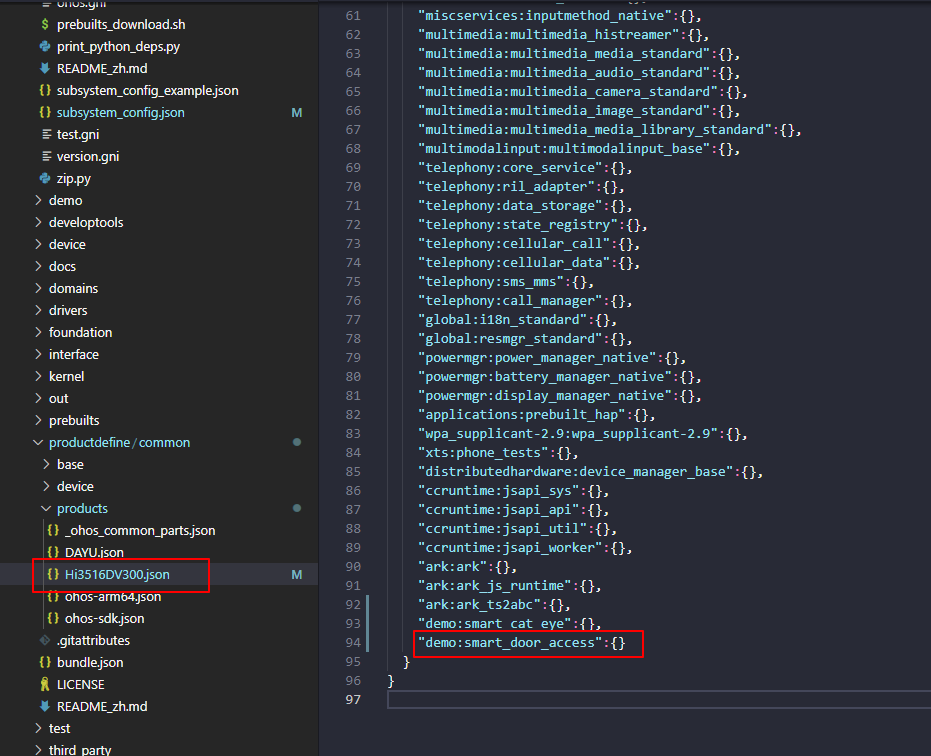 ohos.gni
prebuilts_download.sh
print_python_deps.py
README_zh.md
subsystem_config_example.json
subsystem_config.json M
test.gni
version.gni
zip.py
demo
developtools
device
docs
domains
drivers
foundation
interface
kernel
out
prebuilts
productdefine/common
base
device
products
_ohos_common_parts.json
DAYU.json
Hi3516DV300.json M
ohos-arm64.json
ohos-sdk.json
.gitattributes
bundle.json
LICENSE
README_zh.md
test
third_party
61 "miscservices:inputmethod_native":{},
62 "multimedia:multimedia_histreamer":{},
63 "multimedia:multimedia_media_standard":{},
64 "multimedia:multimedia_audio_standard":{},
65 "multimedia:multimedia_camera_standard":{},
66 "multimedia:multimedia_image_standard":{},
67 "multimedia:multimedia_media_library_standard":{},
68 "multimodalinput:multimodalinput_base":{},
69 "telephony:core_service":{},
70 "telephony:ril_adapter":{},
71 "telephony:data_storage":{},
72 "telephony:state_registry":{},
73 "telephony:cellular_call":{},
74 "telephony:cellular_data":{},
75 "telephony:sms_mms":{},
76 "telephony:call_manager":{},
77 "global:i18n_standard":{},
78 "global:resmgr_standard":{},
79 "powermgr:power_manager_native":{},
80 "powermgr:battery_manager_native":{},
81 "powermgr:display_manager_native":{},
82 "applications:prebuilt_hap":{},
83 "wpa_supplicant-2.9:wpa_supplicant-2.9":{},
84 "xts:phone_tests":{},
85 "distributedhardware:device_manager_base":{},
86 "ccruntime:jsapi_sys":{},
87 "ccruntime:jsapi_api":{},
88 "ccruntime:jsapi_util":{},
89 "ccruntime:jsapi_worker":{},
90 "ark:ark":{},
91 "ark:ark_js_runtime":{},
92 "ark:ark_ts2abc":{},
93 "demo:smart_cat_eye":{},
94 "demo:smart_door_access":{}
95 }
96 }
97